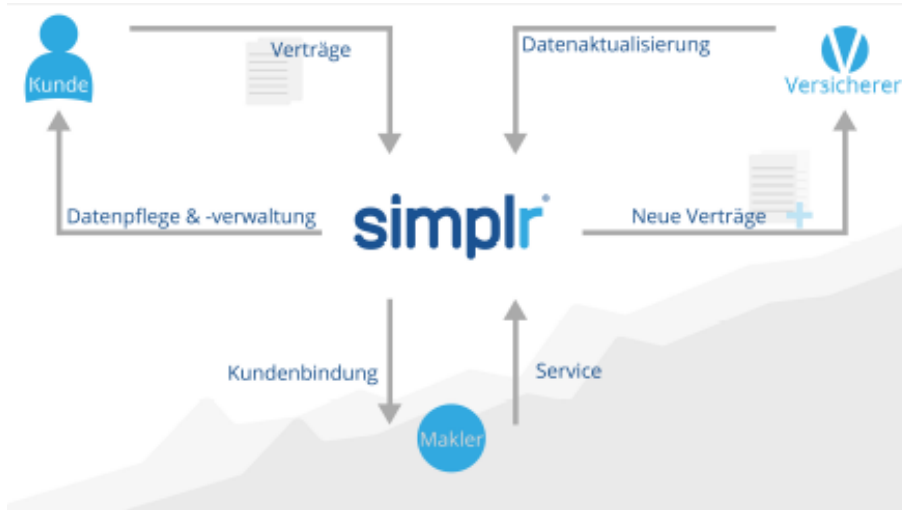 Verträge
Datenaktualisierung
Kunde
Versicherer
Datenpflege & -verwaltung
simplr
Neue Verträge
Kundenbindung
Service
Makler